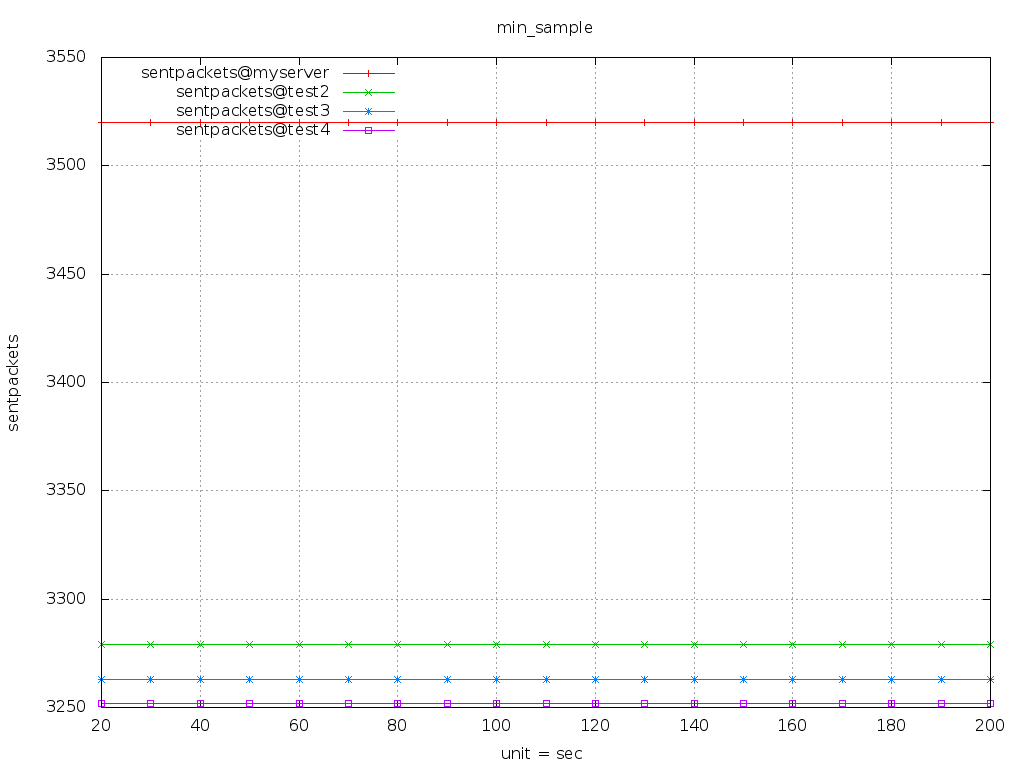 min_sample
3550
sentpackets@myserver
sentpackets@test2
sentpackets@test3
sentpackets@test4
3500
3450
3400
3350
3300
3250
sentpackets
20 40 60 80 100 120 140 160 180 200
unit = sec